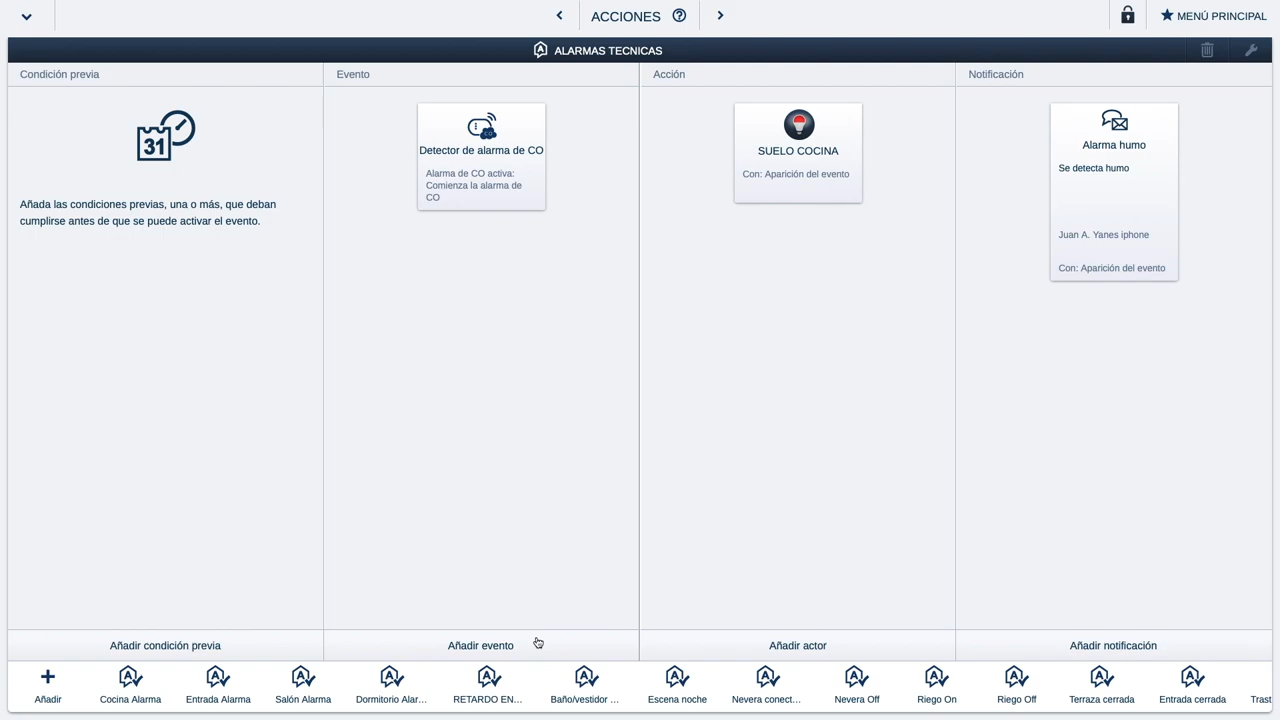 ACCIONES
MENÚ PRINCIPAL
ALARMAS TECNICAS
Condición previa
Evento
Acción
Notificación
31
Añada las condiciones previas, una o más, que deban
cumplirse antes de que se puede activar el evento.
Detector de alarma de CO
Alarma de CO activa:
Comienza la alarma de
CO
SUELO COCINA
Con: Aparición del evento
Alarma humo
Se detecta humo
Juan A. Yanes iphone
Con: Aparición del evento
Añadir condición previa
Añadir evento
Añadir actor
Añadir notificación
Añadir
Cocina Alarma
Entrada Alarma
Salón Alarma
Dormitorio Alar...
RETARDO EN...
Baño/vestidor ...
Escena noche
Nevera conect...
Nevera Off
Riego On
Riego Off
Terraza cerrada
Entrada cerrada
Trast